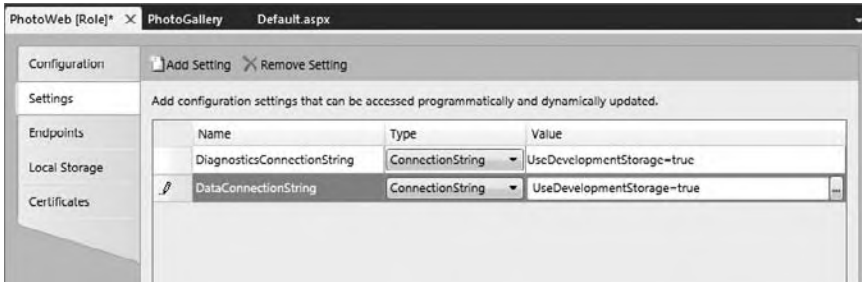 PhotoWeb [Role]* X PhotoGallery Default.aspx
Configuration
Add Setting Remove Setting
Settings
Add configuration settings that can be accessed programmatically and dynamically updated.
Endpoints
Name Type Value
Local Storage
DiagnosticsConnectionString ConnectionString UseDevelopmentStorage=true
DataConnectionString ConnectionString UseDevelopmentStorage=true ...
Certificates